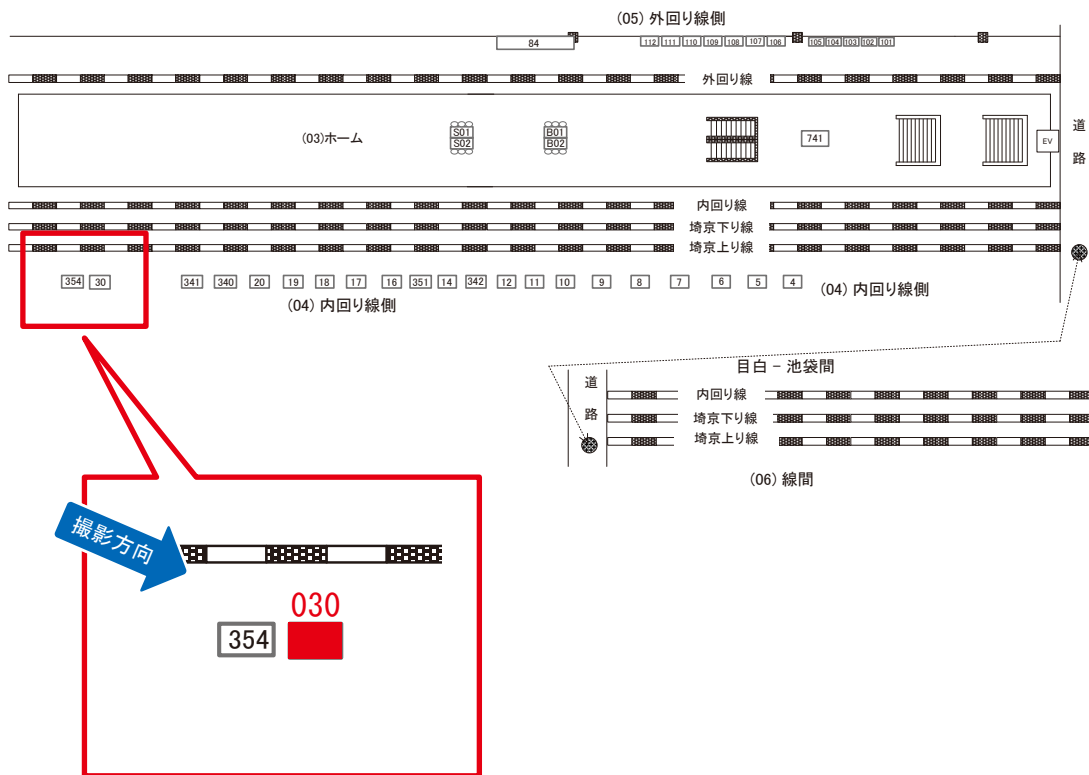 (05) 外回り線側
84
112 111 110 109 108 107 106 105 104 103 102 101
外回り線
(03)ホーム
S01
S02
B01
B02
741
EV
道路
内回り線
埼京下り線
埼京上り線
354 30 341 340 20 19 18 17 16 351 14 342 12 11 10 9 8 7 6 5 4
(04) 内回り線側
(04) 内回り線側
目白 − 池袋間
道路
内回り線
埼京下り線
埼京上り線
(06) 線間
撮影方向
030
354